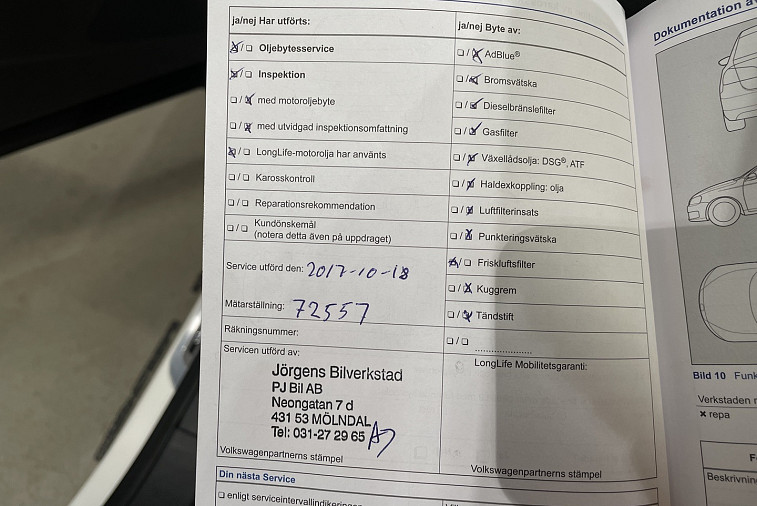 ja/nej Har utförts:
☒/☐ Oljebytesservice
☒/☐ Inspektion
☐/☒ med motoroljebyte
☐/☒ med utvidgad inspektionsomfattning
☒/☐ LongLife-motorolja har använts
☐/☐ Karosskontroll
☐/☐ Reparationsrekommendation
☐/☐ Kundönskemål
(notera detta även på uppdraget)
Service utförd den: 2017-10-18
Mätarställning: 72557
Räkningsnummer:
Servicen utförd av:
Jörgens Bilverkstad
PJ Bil AB
Neongatan 7 d
431 53 MÖLNDAL
Tel: 031-27 29 65
Volkswagenpartnerns stämpel
Din nästa Service
☐ enligt serviceintervallindikeringen
ja/nej Byte av:
☐/☒ AdBlue®
☐/☒ Bromsvätska
☐/☒ Dieselbränslefilter
☐/☒ Gasfilter
☐/☒ Växellådsolja: DSG®, ATF
☐/☒ Haldexkoppling: olja
☐/☒ Luftfilterinsats
☐/☒ Punkteringsvätska
☒/☐ Friskluftsfilter
☐/☒ Kuggrem
☐/☒ Tändstift
☐/☐ ....................
LongLife Mobilitetsgaranti:
Volkswagenpartnerns stämpel
Dokumentation a
Bild 10 Funk
Verkstaden
✖ repa
F
Beskrivnin